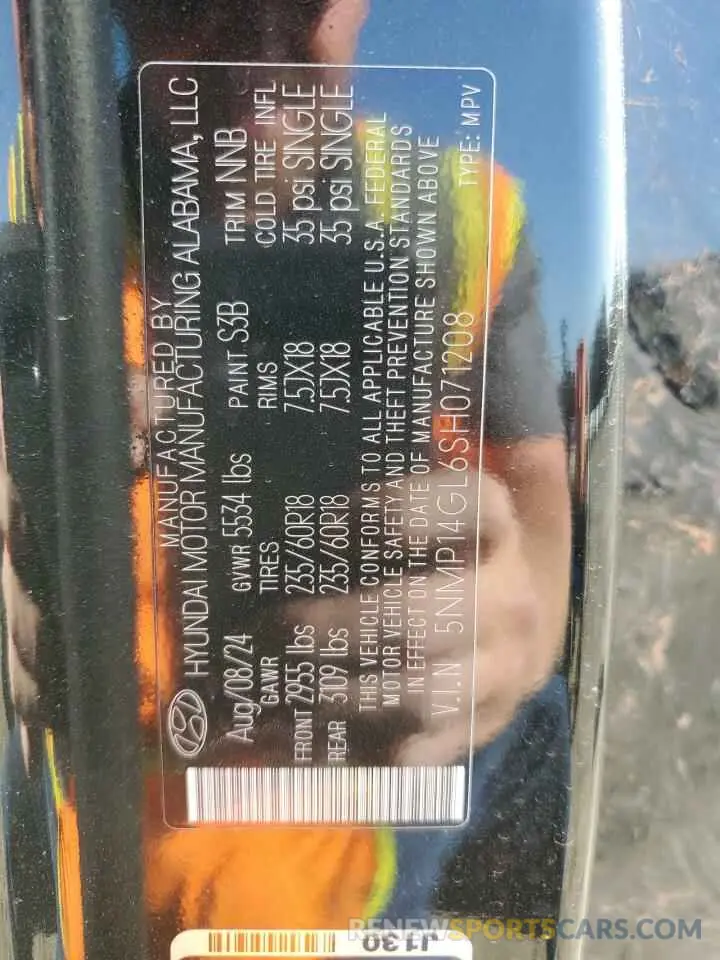 MANUFACTURED BY
HYUNDAI MOTOR MANUFACTURING ALABAMA, LLC
Aug/08/24 GVWR 5534 lbs PAINT S3B TRIM NNB
GAWR TIRES RIMS COLD TIRE INFL
FRONT 2955 lbs 235/60R18 7.5JX18 35 psi SINGLE
REAR 3109 lbs 235/60R18 7.5JX18 35 psi SINGLE
THIS VEHICLE CONFORMS TO ALL APPLICABLE U.S.A. FEDERAL
MOTOR VEHICLE SAFETY AND THEFT PREVENTION STANDARDS
IN EFFECT ON THE DATE OF MANUFACTURE SHOWN ABOVE
V.I.N 5NMP14GL6SH071208 TYPE: MPV
J130
RENEWSPORTSCARS.COM